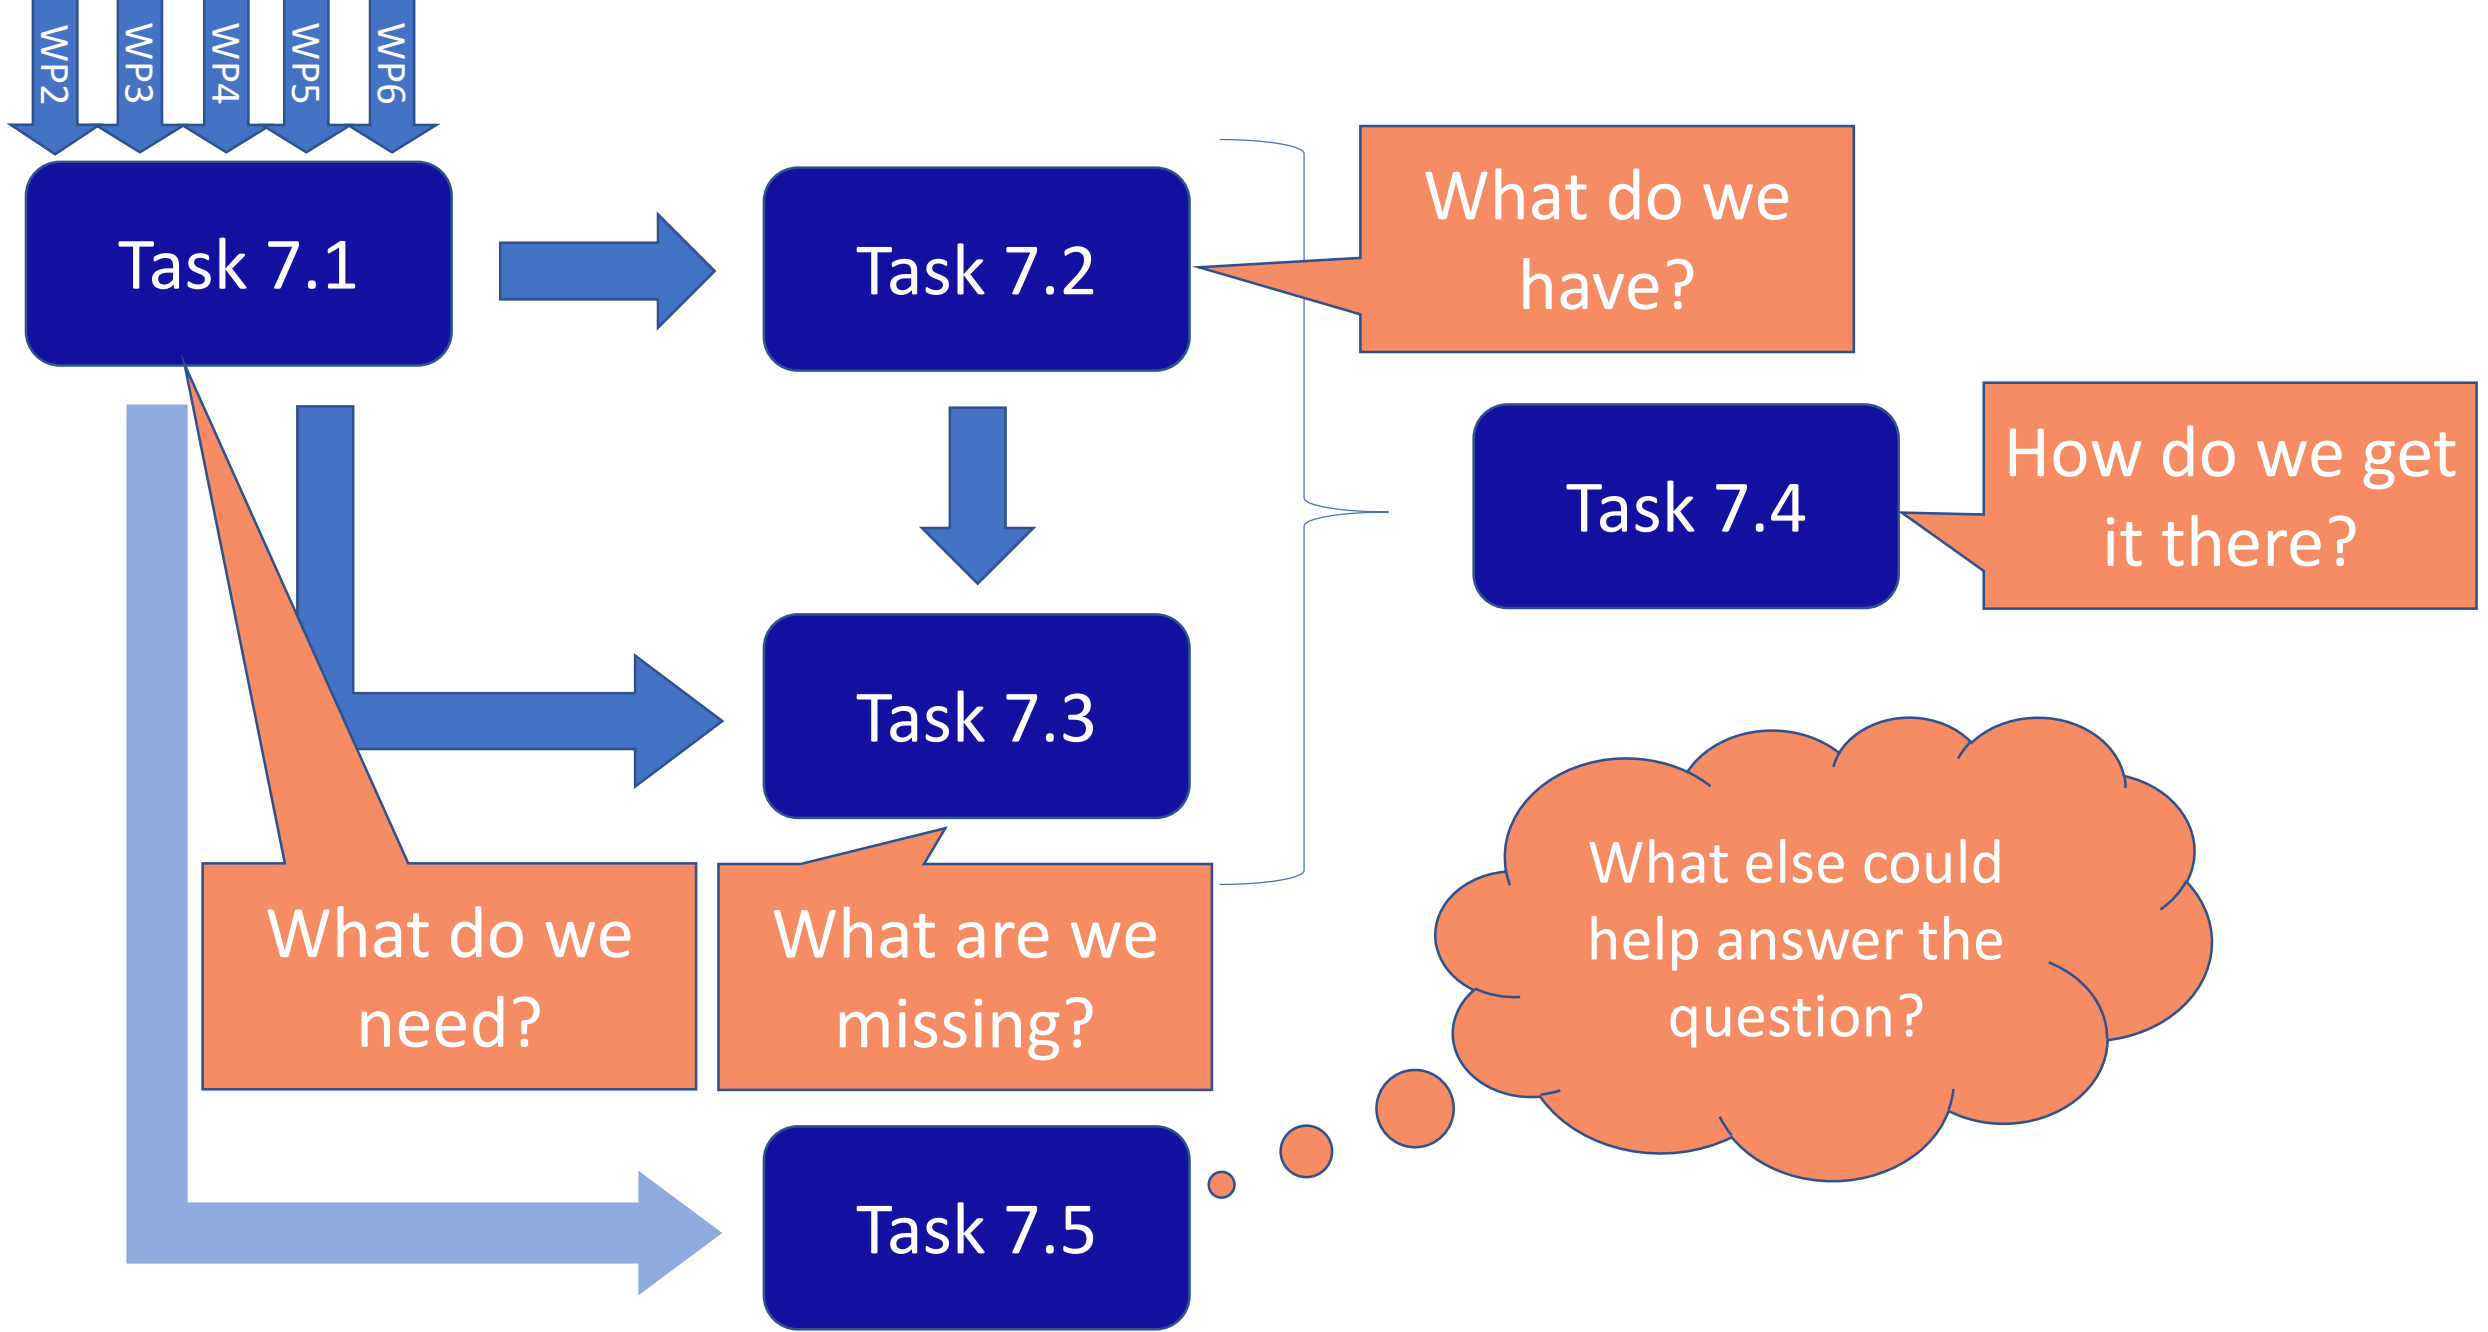 WP2
WP3
WP4
WP5
WP6
Task 7.1
Task 7.2
What do we
have?
Task 7.4
How do we get
it there?
Task 7.3
What do we
need?
What are we
missing?
What else could
help answer the
question?
Task 7.5